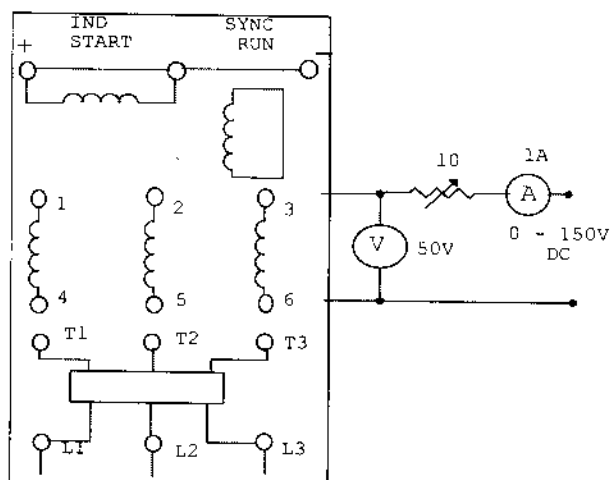 IND SYNC
START RUN
+ −
1 2 3
10 1A
A
V 50V 0 - 150V
DC
4 5 6
T1 T2 T3
L1 L2 L3